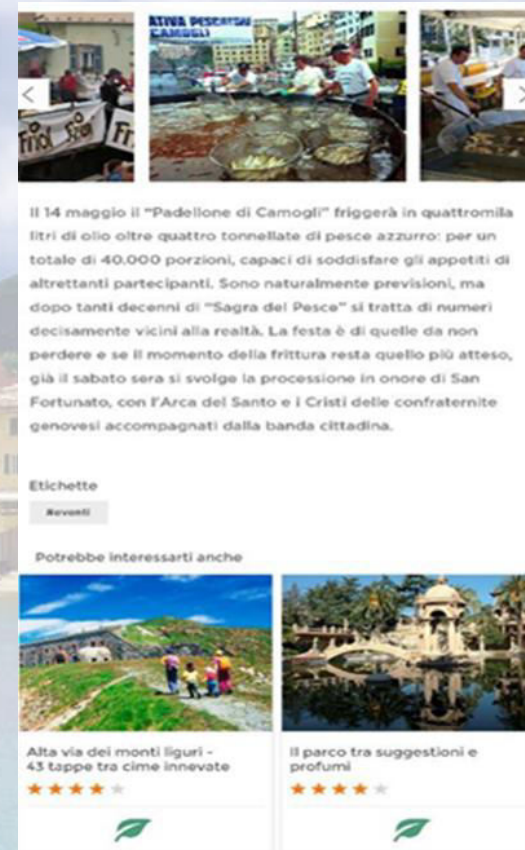 ATIVA PESCATORI
CAMOGLI
Il 14 maggio il "Padellone di Camogli" friggerà in quattromila
litri di olio oltre quattro tonnellate di pesce azzurro: per un
totale di 40.000 porzioni, capaci di soddisfare gli appetiti di
altrettanti partecipanti. Sono naturalmente previsioni, ma
dopo tanti decenni di "Sagra del Pesce" si tratta di numeri
decisamente vicini alla realtà. La festa è di quelle da non
perdere e se il momento della frittura resta quello più atteso,
già il sabato sera si svolge la processione in onore di San
Fortunato, con l'Arca del Santo e i Cristi delle confraternite
genovesi accompagnati dalla banda cittadina.
Etichette
#eventi
Potrebbe interessarti anche
Alta via dei monti liguri -
43 tappe tra cime innevate
Il parco tra suggestioni e
profumi